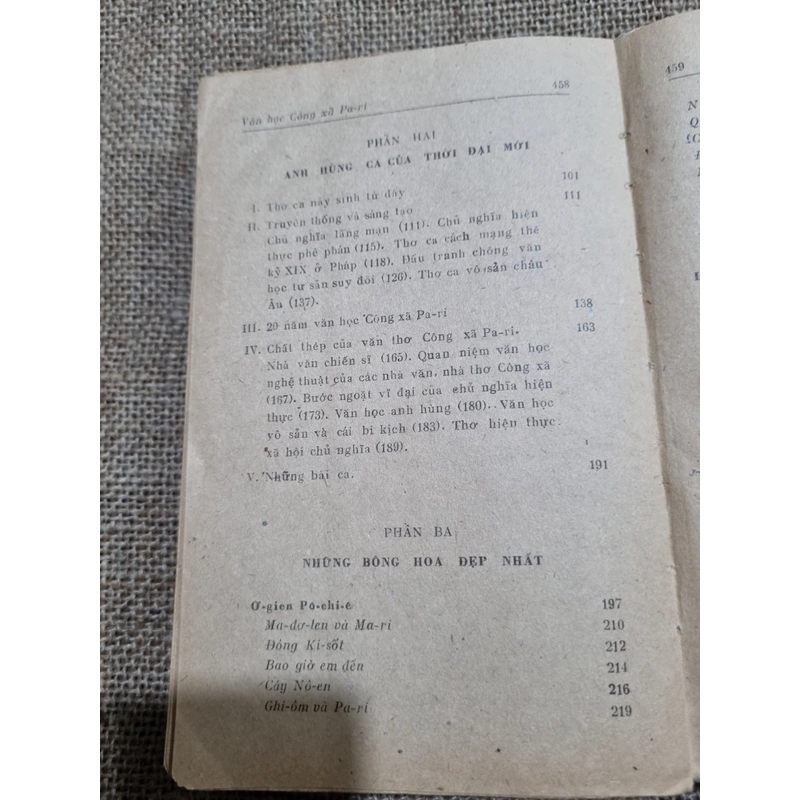 Văn học Công xã Pa-ri 458
PHẦN HAI
ANH HÙNG CA CỦA THỜI ĐẠI MỚI
I. Thơ ca nảy sinh từ đây 101
II. Truyền thống và sáng tạo 111
Chủ nghĩa lãng mạn (111). Chủ nghĩa hiện
thực phê phán (115). Thơ ca cách mạng thế
kỷ XIX ở Pháp (118). Đấu tranh chống văn
học tư sản suy đồi (126). Thơ ca vô sản châu
Âu (137).
III. 20 năm văn học Công xã Pa-ri 138
IV. Chất thép của văn thơ Công xã Pa-ri. 163
Nhà văn chiến sĩ (165). Quan niệm văn học
nghệ thuật của các nhà văn, nhà thơ Công xã
(167). Bước ngoặt vĩ đại của chủ nghĩa hiện
thực (173). Văn học anh hùng (180). Văn học
vô sản và cái bi kịch (183). Thơ hiện thực
xã hội chủ nghĩa (189).
V. Những bài ca. 191
PHẦN BA
NHỮNG BÔNG HOA ĐẸP NHẤT
Ơ-gien Pô-chi-ê 197
Ma-đơ-len và Ma-ri 210
Đông Ki-sốt 212
Bao giờ em đến 214
Cây Nô-en 216
Ghi-ôm và Pa-ri 219
459